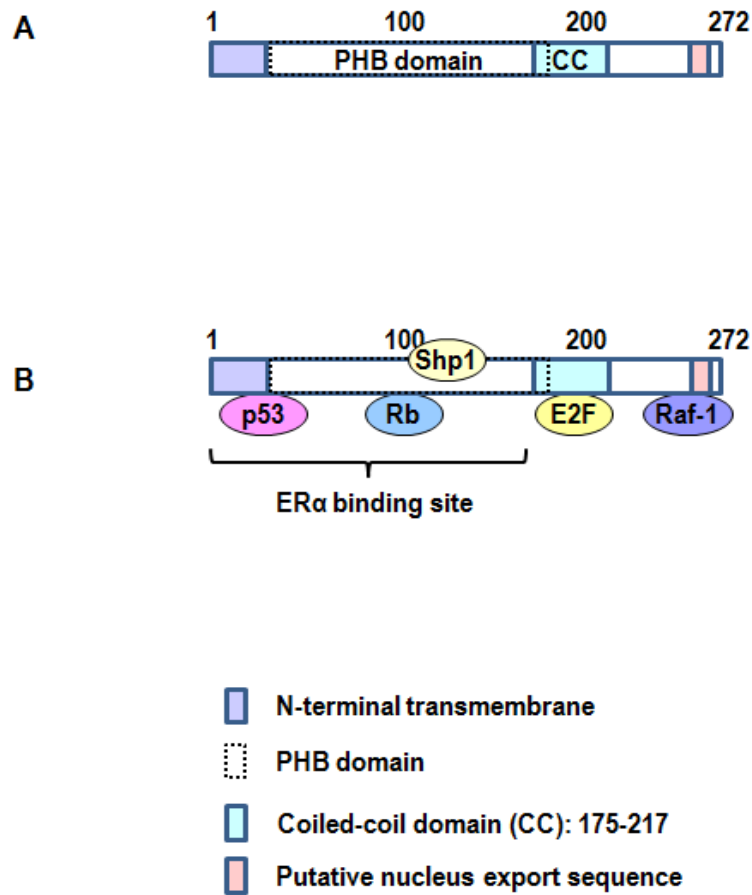 A
1 100 200 272
PHB domain CC
1 100 200 272
B
Shp1
p53 Rb E2F Raf-1
ERα binding site
N-terminal transmembrane
PHB domain
Coiled-coil domain (CC): 175-217
Putative nucleus export sequence